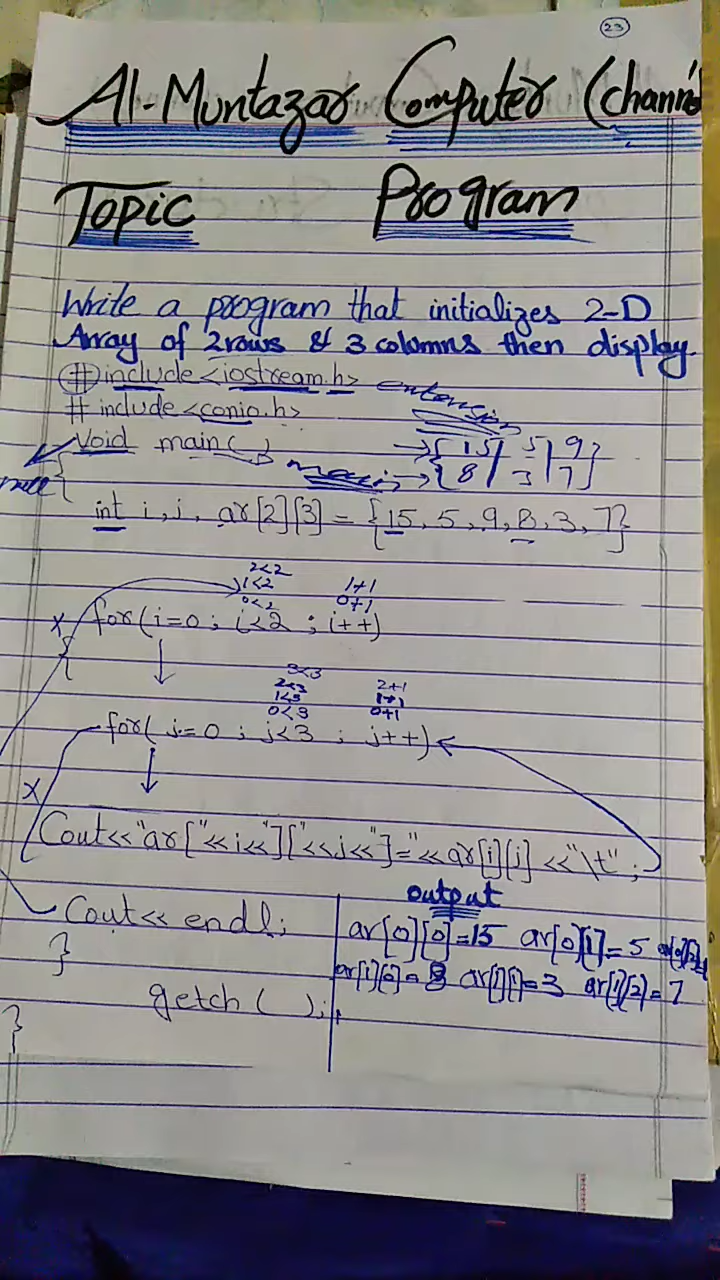 23
Al-Muntazar Computer (channel
Topic Program
Write a program that initializes 2-D
Array of 2 rows & 3 columns then display.
# include <iostream.h> extension
# include <conio.h>
Void main( )
{ 15 | 5 | 9 }
{ 8 | 3 | 7 }
{
int i, j, ar[2][3] = {15, 5, 9, 8, 3, 7}
2<2
1<2 1+1
0<2 0+1
for(i=0 ; i<2 ; i++)
{
3<3
2<3 2+1
1<3 1+1
0<3 0+1
for( j=0 ; j<3 ; j++)
Cout<<"ar["<<i<<"]["<<j<<"]="<<ar[i][j] <<"\t" ;
output
Cout<< endl;
ar[0][0]=15 ar[0][1]=5
}
ar[1][0]=8 ar[1][1]=3 ar[1][2]=7
getch ( );
}